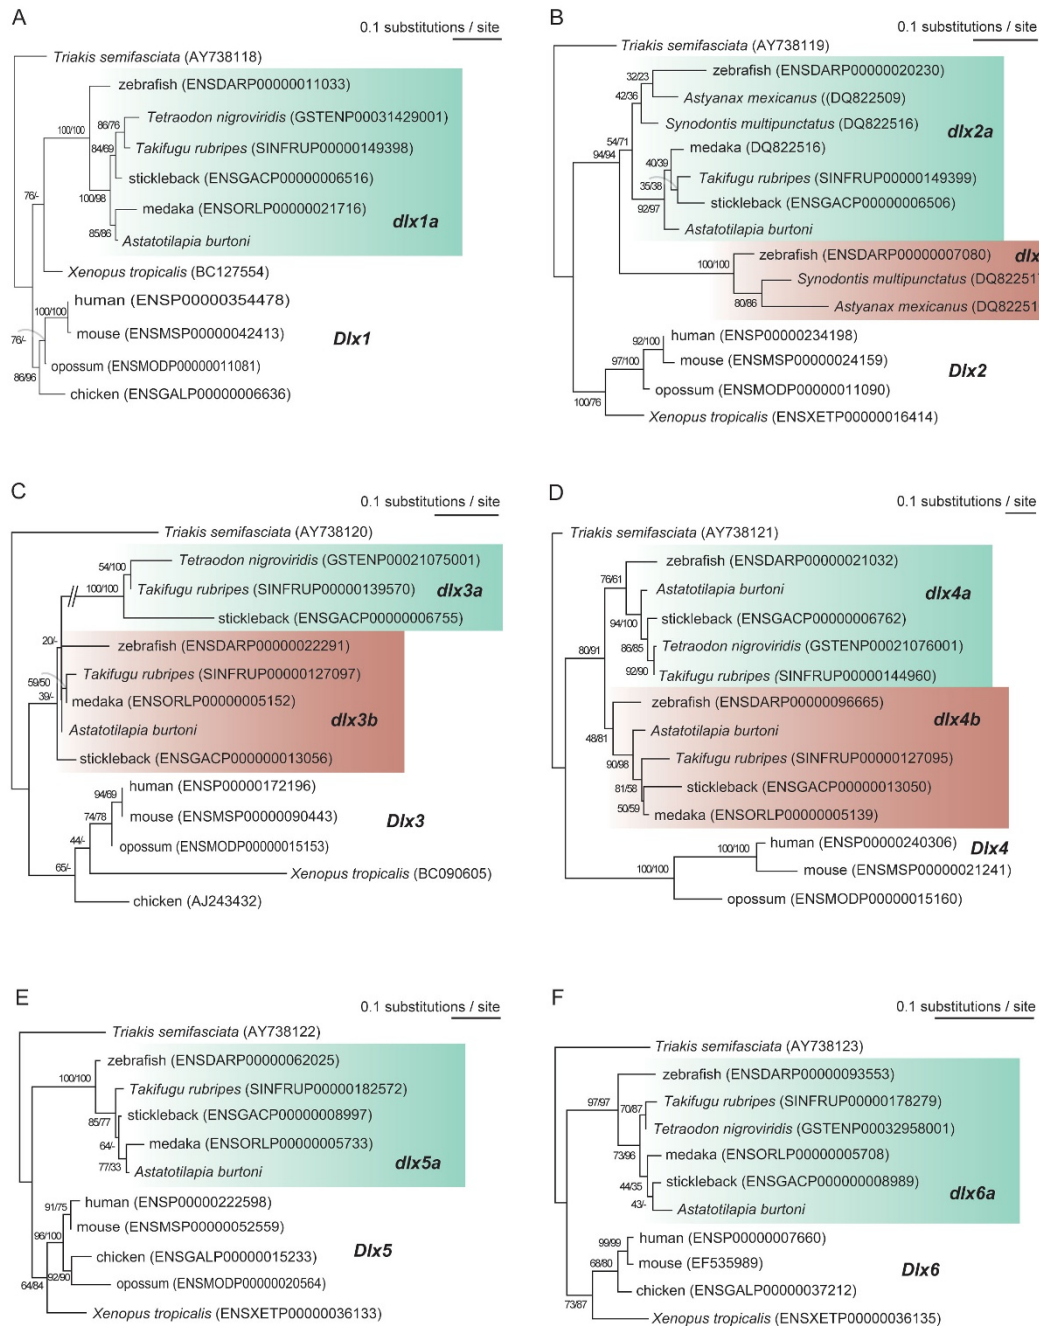 A
0.1 substitutions / site
Triakis semifasciata (AY738118)
zebrafish (ENSDARP00000011033)
100/100
86/76
Tetraodon nigroviridis (GSTENP00031429001)
84/69
Takifugu rubripes (SINFRUP00000149398)
stickleback (ENSGACP00000006516)
76/-
100/98
medaka (ENSORLP00000021716)
dlx1a
85/86
Astatotilapia burtoni
Xenopus tropicalis (BC127554)
human (ENSP00000354478)
100/100
76/-
mouse (ENSMSP00000042413)
Dlx1
opossum (ENSMODP00000011081)
86/96
chicken (ENSGALP00000006636)
B
0.1 substitutions / site
Triakis semifasciata (AY738119)
32/23
zebrafish (ENSDARP00000020230)
42/36
Astyanax mexicanus ((DQ822509)
Synodontis multipunctatus (DQ822516)
dlx2a
54/71
94/94
medaka (DQ822516)
40/39
35/38
Takifugu rubripes (SINFRUP00000149399)
stickleback (ENSGACP00000006506)
92/97
Astatotilapia burtoni
zebrafish (ENSDARP00000007080)
dlx
100/100
Synodontis multipunctatus (DQ82251
80/86
Astyanax mexicanus (DQ82251
human (ENSP00000234198)
92/100
97/100
mouse (ENSMSP00000024159)
Dlx2
opossum (ENSMODP00000011090)
100/76
Xenopus tropicalis (ENSXETP00000016414)
C
0.1 substitutions / site
Triakis semifasciata (AY738120)
Tetraodon nigroviridis (GSTENP00021075001)
54/100
100/100
Takifugu rubripes (SINFRUP00000139570)
dlx3a
stickleback (ENSGACP00000006755)
20/-
zebrafish (ENSDARP00000022291)
Takifugu rubripes (SINFRUP00000127097)
59/50
39/-
medaka (ENSORLP00000005152)
dlx3b
Astatotilapia burtoni
stickleback (ENSGACP000000013056)
human (ENSP00000172196)
94/69
mouse (ENSMSP00000090443)
Dlx3
74/78
opossum (ENSMODP00000015153)
44/-
65/-
Xenopus tropicalis (BC090605)
chicken (AJ243432)
D
0.1 substitutions / site
Triakis semifasciata (AY738121)
zebrafish (ENSDARP00000021032)
76/61
Astatotilapia burtoni
dlx4a
stickleback (ENSGACP00000006762)
94/100
86/85
Tetraodon nigroviridis (GSTENP00021076001)
80/91
92/90
Takifugu rubripes (SINFRUP00000144960)
zebrafish (ENSDARP00000096665)
dlx4b
48/81
Astatotilapia burtoni
90/98
Takifugu rubripes (SINFRUP00000127095)
81/58
stickleback (ENSGACP00000013050)
50/59
medaka (ENSORLP00000005139)
human (ENSP00000240306)
Dlx4
100/100
100/100
mouse (ENSMSP00000021241)
opossum (ENSMODP00000015160)
E
0.1 substitutions / site
Triakis semifasciata (AY738122)
zebrafish (ENSDARP00000062025)
100/100
Takifugu rubripes (SINFRUP00000182572)
stickleback (ENSGACP00000008997)
85/77
64/-
medaka (ENSORLP00000005733)
77/33
Astatotilapia burtoni
dlx5a
human (ENSP00000222598)
91/75
mouse (ENSMSP00000052559)
96/100
chicken (ENSGALP00000015233)
Dlx5
92/90
64/84
opossum (ENSMODP00000020564)
Xenopus tropicalis (ENSXETP00000036133)
F
0.1 substitutions / site
Triakis semifasciata (AY738123)
zebrafish (ENSDARP00000093553)
97/97
70/87
Takifugu rubripes (SINFRUP00000178279)
Tetraodon nigroviridis (GSTENP00032958001)
73/96
medaka (ENSORLP00000005708)
44/35
stickleback (ENSGACP000000008989)
dlx6a
43/-
Astatotilapia burtoni
human (ENSP00000007660)
99/99
68/80
mouse (EF535989)
Dlx6
chicken (ENSGALP00000037212)
73/87
Xenopus tropicalis (ENSXETP00000036135)